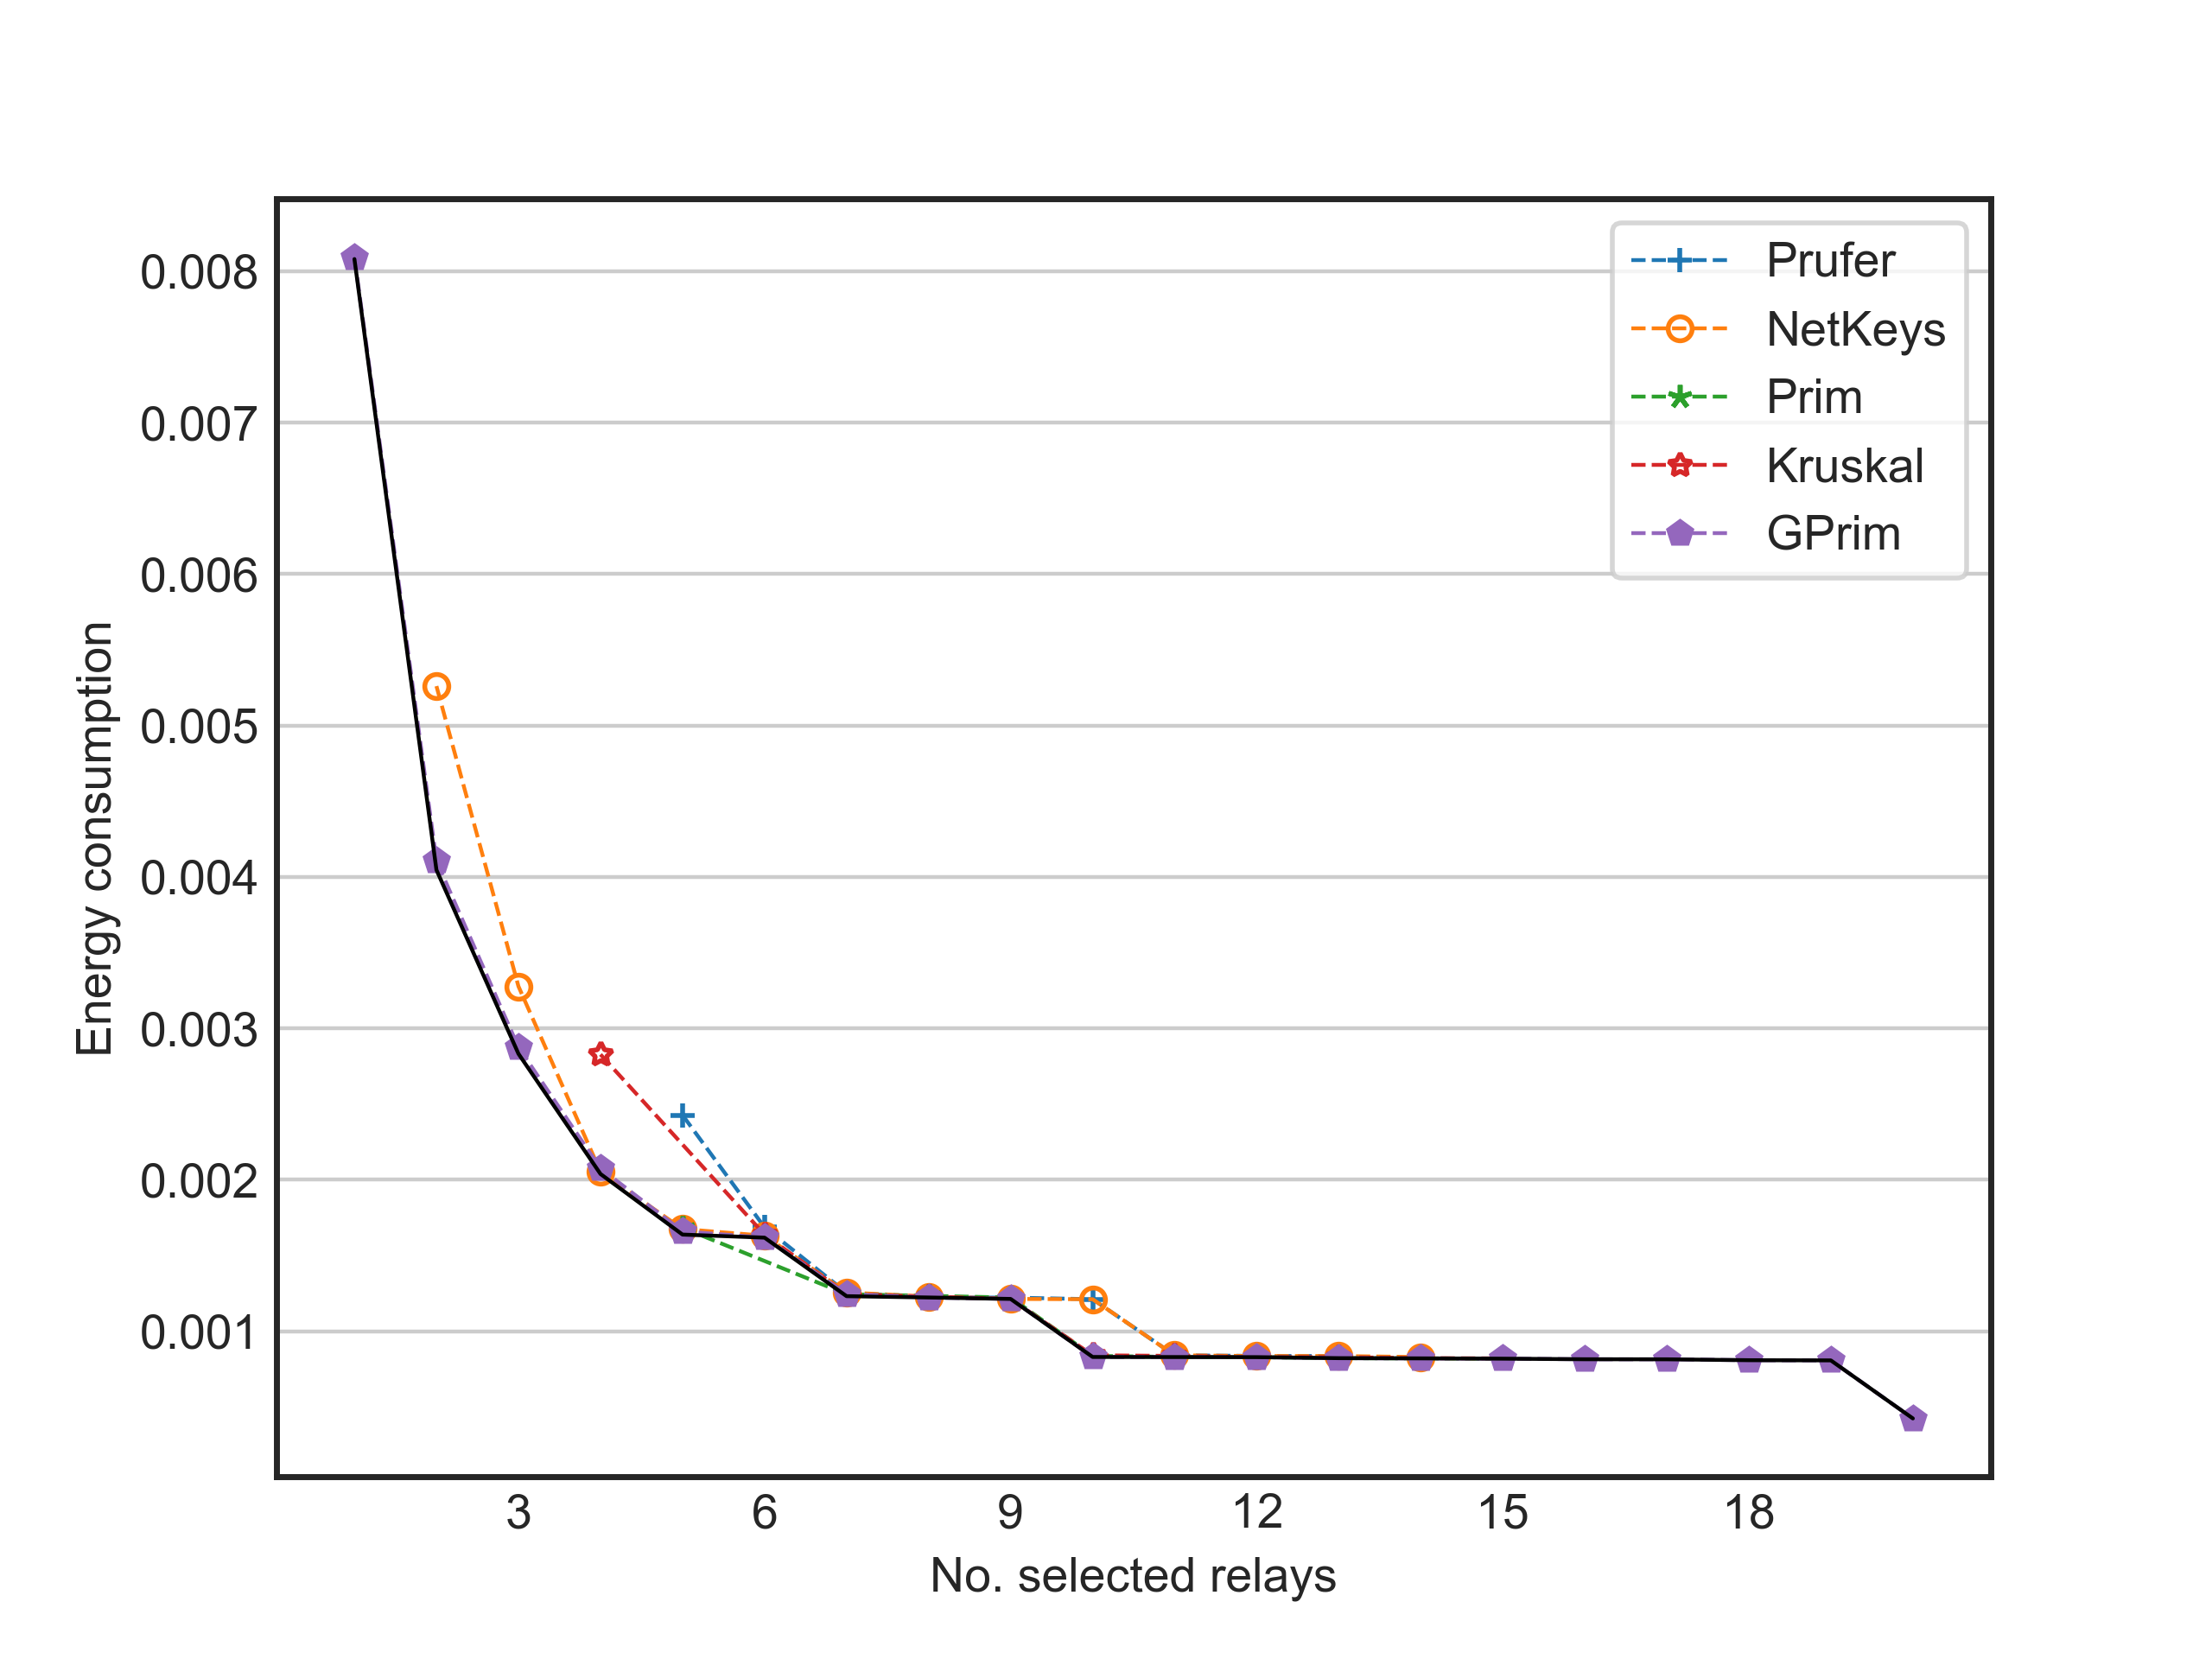 0.008
0.007
0.006
0.005
0.004
0.003
0.002
0.001
Energy consumption
Prufer
NetKeys
Prim
Kruskal
GPrim
3 6 9 12 15 18
No. selected relays